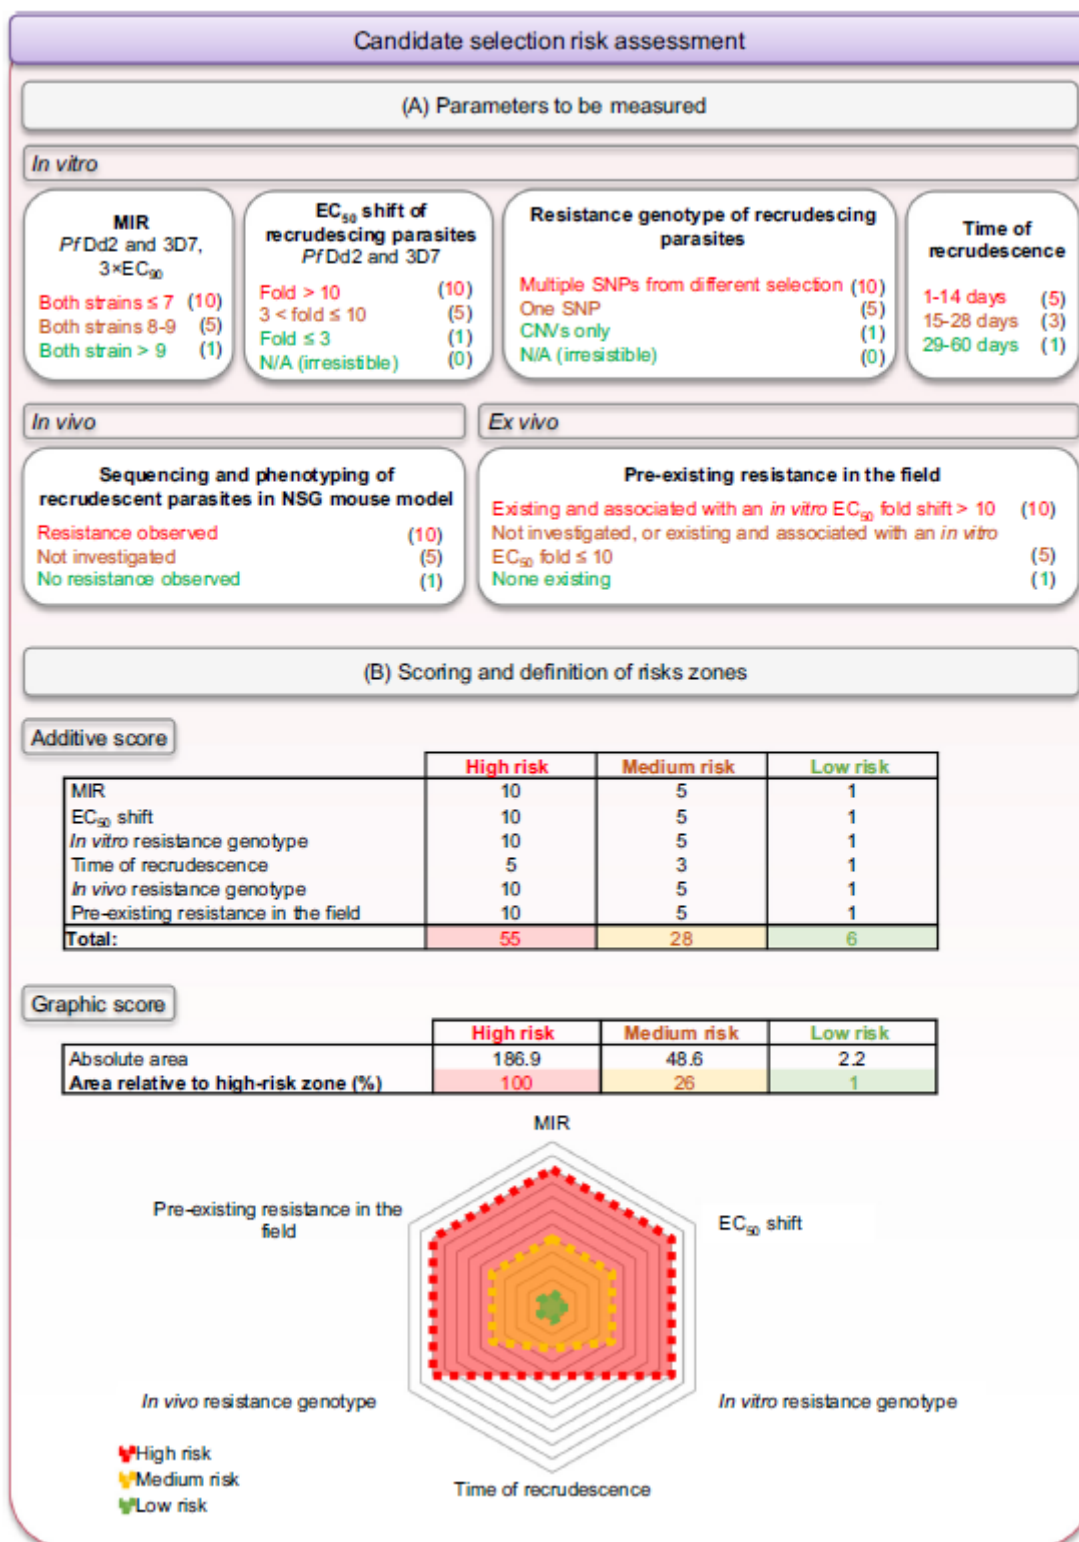 Candidate selection risk assessment
(A) Parameters to be measured
In vitro
MIR
PfDd2 and 3D7,
3×EC90
Both strains ≤ 7 (10)
Both strains 8-9 (5)
Both strain > 9 (1)
EC50 shift of
recrudescing parasites
PfDd2 and 3D7
Fold > 10 (10)
3 < fold ≤ 10 (5)
Fold ≤ 3 (1)
N/A (irresistible) (0)
Resistance genotype of recrudescing
parasites
Multiple SNPs from different selection (10)
One SNP (5)
CNVs only (1)
N/A (irresistible) (0)
Time of
recrudescence
1-14 days (5)
15-28 days (3)
29-60 days (1)
In vivo
Sequencing and phenotyping of
recrudescent parasites in NSG mouse model
Resistance observed (10)
Not investigated (5)
No resistance observed (1)
Ex vivo
Pre-existing resistance in the field
Existing and associated with an in vitro EC50 fold shift > 10 (10)
Not investigated, or existing and associated with an in vitro
EC50 fold ≤ 10 (5)
None existing (1)
(B) Scoring and definition of risks zones
Additive score
High risk Medium risk Low risk
MIR 10 5 1
EC50 shift 10 5 1
In vitro resistance genotype 10 5 1
Time of recrudescence 5 3 1
In vivo resistance genotype 10 5 1
Pre-existing resistance in the field 10 5 1
Total: 55 28 6
Graphic score
High risk Medium risk Low risk
Absolute area 186.9 48.6 2.2
Area relative to high-risk zone (%) 100 26 1
MIR
Pre-existing resistance in the
field
EC50 shift
In vivo resistance genotype
In vitro resistance genotype
Time of recrudescence
High risk
Medium risk
Low risk